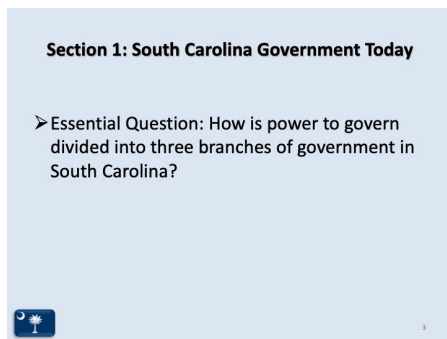 Section 1: South Carolina Government Today
➢Essential Question: How is power to govern
divided into three branches of government in
South Carolina?
3